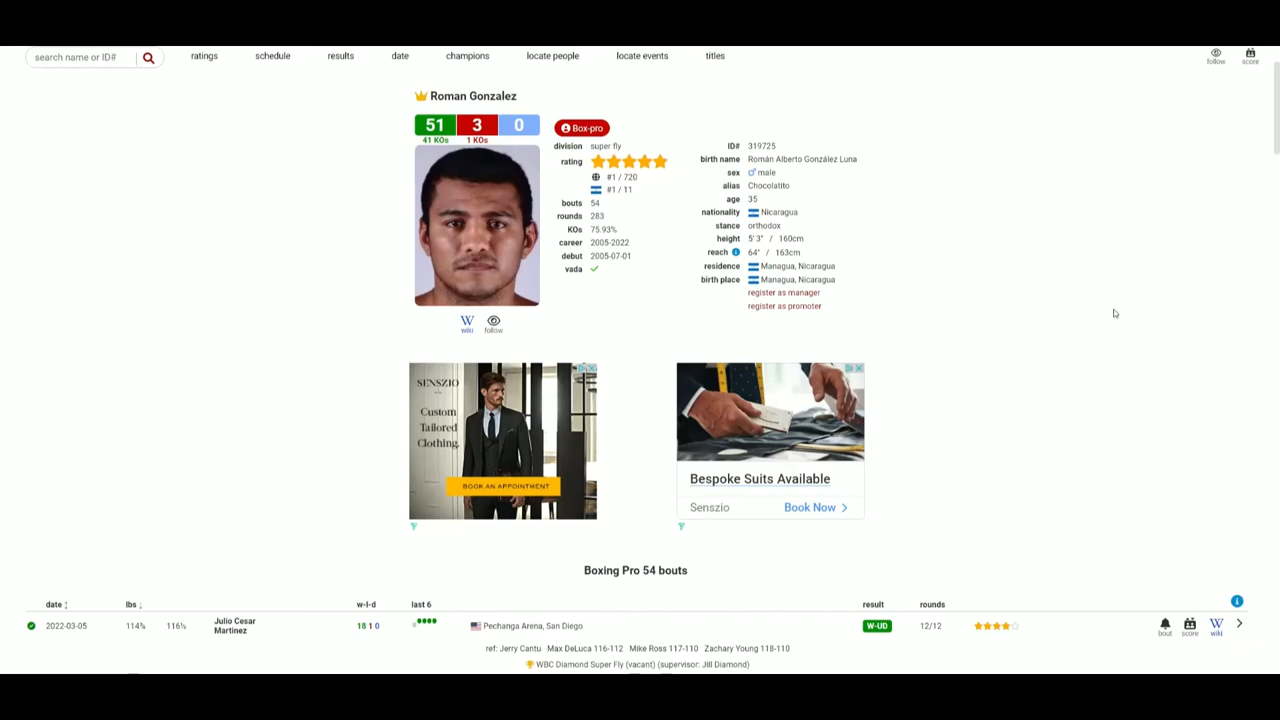 search name or ID#
ratings schedule results date champions locate people locate events titles
follow score
Roman Gonzalez
51 3 0
41 KOs 1 KOs
Box-pro
division super fly
rating
#1 / 720
#1 / 11
bouts 54
rounds 283
KOs 75.93%
career 2005-2022
debut 2005-07-01
vada
ID# 319725
birth name Román Alberto González Luna
sex male
alias Chocolatito
age 35
nationality Nicaragua
stance orthodox
height 5' 3" / 160cm
reach 64" / 163cm
residence Managua, Nicaragua
birth place Managua, Nicaragua
register as manager
register as promoter
W
wiki follow
SENSZIO
Custom
Tailored
Clothing.
BOOK AN APPOINTMENT
Bespoke Suits Available
Senszio Book Now
Boxing Pro 54 bouts
date lbs w-l-d last 6 result rounds
2022-03-05 114¾ 116½ Julio Cesar Martinez 18 1 0 Pechanga Arena, San Diego W-UD 12/12
bout score wiki
ref: Jerry Cantu Max DeLuca 116-112 Mike Ross 117-110 Zachary Young 118-110
WBC Diamond Super Fly (vacant) (supervisor: Jill Diamond)